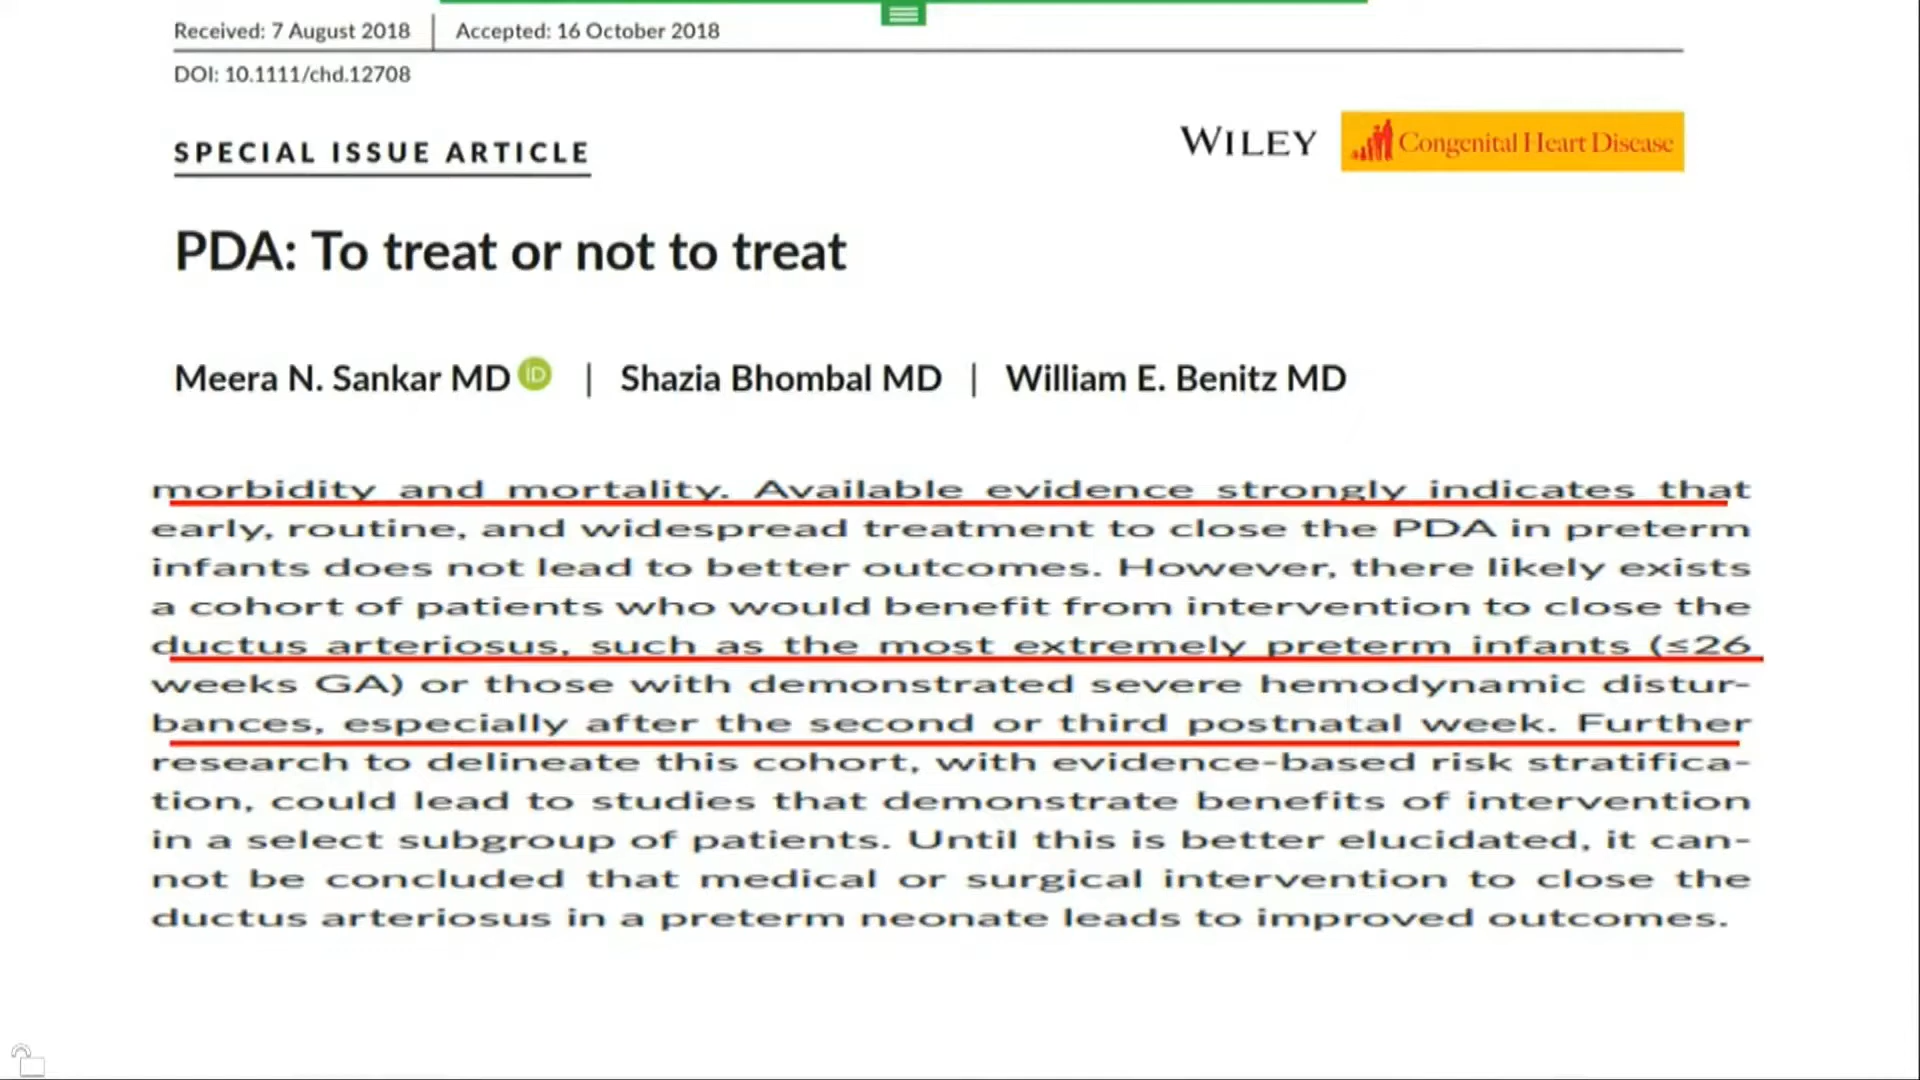 Received: 7 August 2018 | Accepted: 16 October 2018
DOI: 10.1111/chd.12708
SPECIAL ISSUE ARTICLE
WILEY Congenital Heart Disease
PDA: To treat or not to treat
Meera N. Sankar MD iD | Shazia Bhombal MD | William E. Benitz MD
morbidity and mortality. Available evidence strongly indicates that
early, routine, and widespread treatment to close the PDA in preterm
infants does not lead to better outcomes. However, there likely exists
a cohort of patients who would benefit from intervention to close the
ductus arteriosus, such as the most extremely preterm infants (≤26
weeks GA) or those with demonstrated severe hemodynamic distur-
bances, especially after the second or third postnatal week. Further
research to delineate this cohort, with evidence-based risk stratifica-
tion, could lead to studies that demonstrate benefits of intervention
in a select subgroup of patients. Until this is better elucidated, it can-
not be concluded that medical or surgical intervention to close the
ductus arteriosus in a preterm neonate leads to improved outcomes.